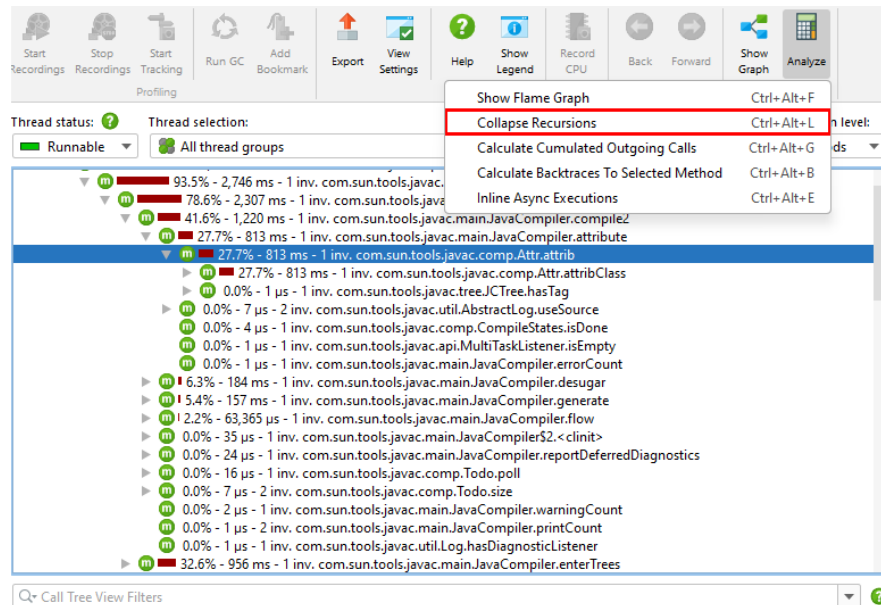 Start Recordings
Stop Recordings
Start Tracking
Run GC
Add Bookmark
Export
View Settings
Help
Show Legend
Record CPU
Back
Forward
Show Graph
Analyze
Profiling
Show Flame Graph Ctrl+Alt+F
Collapse Recursions Ctrl+Alt+L
Calculate Cumulated Outgoing Calls Ctrl+Alt+G
Calculate Backtraces To Selected Method Ctrl+Alt+B
Inline Async Executions Ctrl+Alt+E
Thread status: ? Thread selection: level:
Runnable All thread groups ds
m 93.5% - 2,746 ms - 1 inv. com.sun.tools.javac.
m 78.6% - 2,307 ms - 1 inv. com.sun.tools.java
m 41.6% - 1,220 ms - 1 inv. com.sun.tools.javac.main.JavaCompiler.compile2
m 27.7% - 813 ms - 1 inv. com.sun.tools.javac.main.JavaCompiler.attribute
m 27.7% - 813 ms - 1 inv. com.sun.tools.javac.comp.Attr.attrib
m 27.7% - 813 ms - 1 inv. com.sun.tools.javac.comp.Attr.attribClass
m 0.0% - 1 µs - 1 inv. com.sun.tools.javac.tree.JCTree.hasTag
m 0.0% - 7 µs - 2 inv. com.sun.tools.javac.util.AbstractLog.useSource
m 0.0% - 4 µs - 1 inv. com.sun.tools.javac.comp.CompileStates.isDone
m 0.0% - 1 µs - 1 inv. com.sun.tools.javac.api.MultiTaskListener.isEmpty
m 0.0% - 1 µs - 1 inv. com.sun.tools.javac.main.JavaCompiler.errorCount
m 6.3% - 184 ms - 1 inv. com.sun.tools.javac.main.JavaCompiler.desugar
m 5.4% - 157 ms - 1 inv. com.sun.tools.javac.main.JavaCompiler.generate
m 2.2% - 63,365 µs - 1 inv. com.sun.tools.javac.main.JavaCompiler.flow
m 0.0% - 35 µs - 1 inv. com.sun.tools.javac.main.JavaCompiler$2.<clinit>
m 0.0% - 24 µs - 1 inv. com.sun.tools.javac.main.JavaCompiler.reportDeferredDiagnostics
m 0.0% - 16 µs - 1 inv. com.sun.tools.javac.comp.Todo.poll
m 0.0% - 7 µs - 2 inv. com.sun.tools.javac.comp.Todo.size
m 0.0% - 2 µs - 1 inv. com.sun.tools.javac.main.JavaCompiler.warningCount
m 0.0% - 1 µs - 2 inv. com.sun.tools.javac.main.JavaCompiler.printCount
m 0.0% - 1 µs - 1 inv. com.sun.tools.javac.util.Log.hasDiagnosticListener
m 32.6% - 956 ms - 1 inv. com.sun.tools.javac.main.JavaCompiler.enterTrees
Call Tree View Filters ?